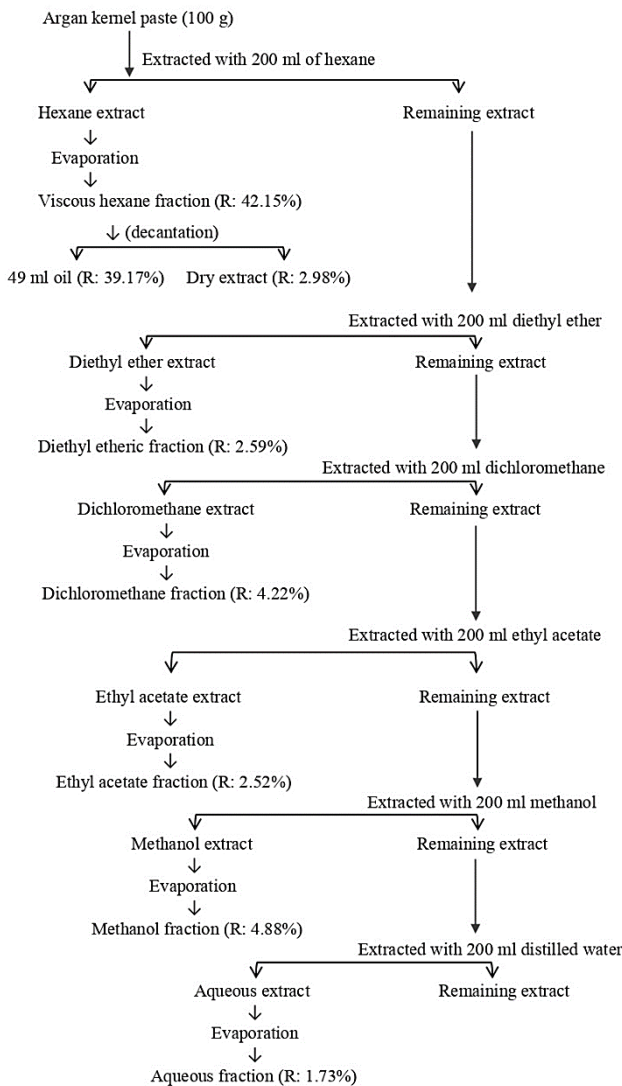 Argan kernel paste (100 g)
Extracted with 200 ml of hexane
Hexane extract
Remaining extract
Evaporation
Viscous hexane fraction (R: 42.15%)
(decantation)
49 ml oil (R: 39.17%)
Dry extract (R: 2.98%)
Extracted with 200 ml diethyl ether
Diethyl ether extract
Remaining extract
Evaporation
Diethyl etheric fraction (R: 2.59%)
Extracted with 200 ml dichloromethane
Dichloromethane extract
Remaining extract
Evaporation
Dichloromethane fraction (R: 4.22%)
Extracted with 200 ml ethyl acetate
Ethyl acetate extract
Remaining extract
Evaporation
Ethyl acetate fraction (R: 2.52%)
Extracted with 200 ml methanol
Methanol extract
Remaining extract
Evaporation
Methanol fraction (R: 4.88%)
Extracted with 200 ml distilled water
Aqueous extract
Remaining extract
Evaporation
Aqueous fraction (R: 1.73%)